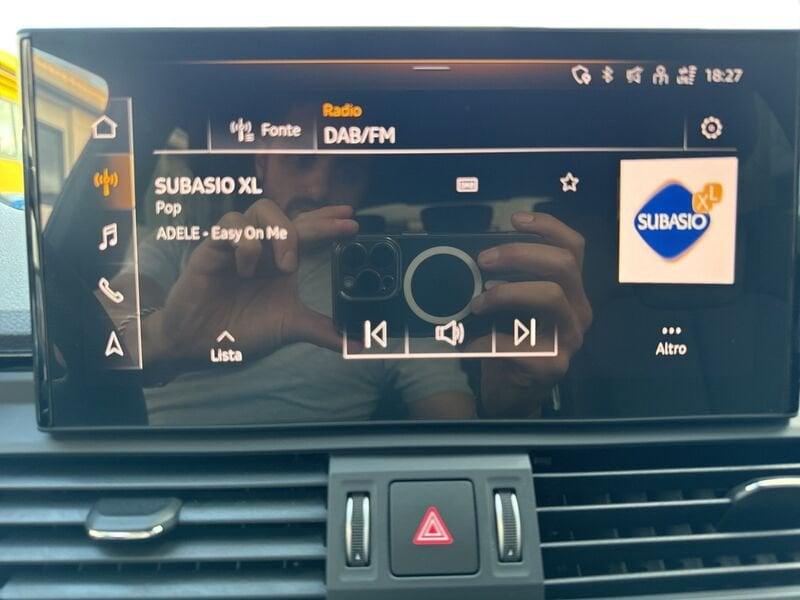 18:27
Fonte
Radio
DAB/FM
SUBASIO XL
Pop
ADELE - Easy On Me
XL
SUBASIO
Lista
Altro